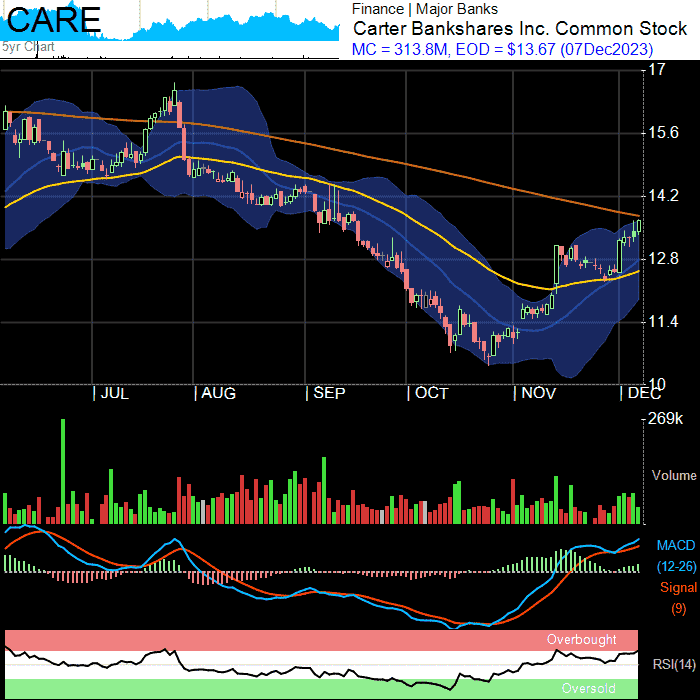 CARE
5yr Chart
Finance | Major Banks
Carter Bankshares Inc. Common Stock
MC = 313.8M, EOD = $13.67 (07Dec2023)
17
15.6
14.2
12.8
11.4
10
JUL
AUG
SEP
OCT
NOV
DEC
269k
Volume
MACD
(12-26)
Signal
(9)
Overbought
RSI(14)
Oversold